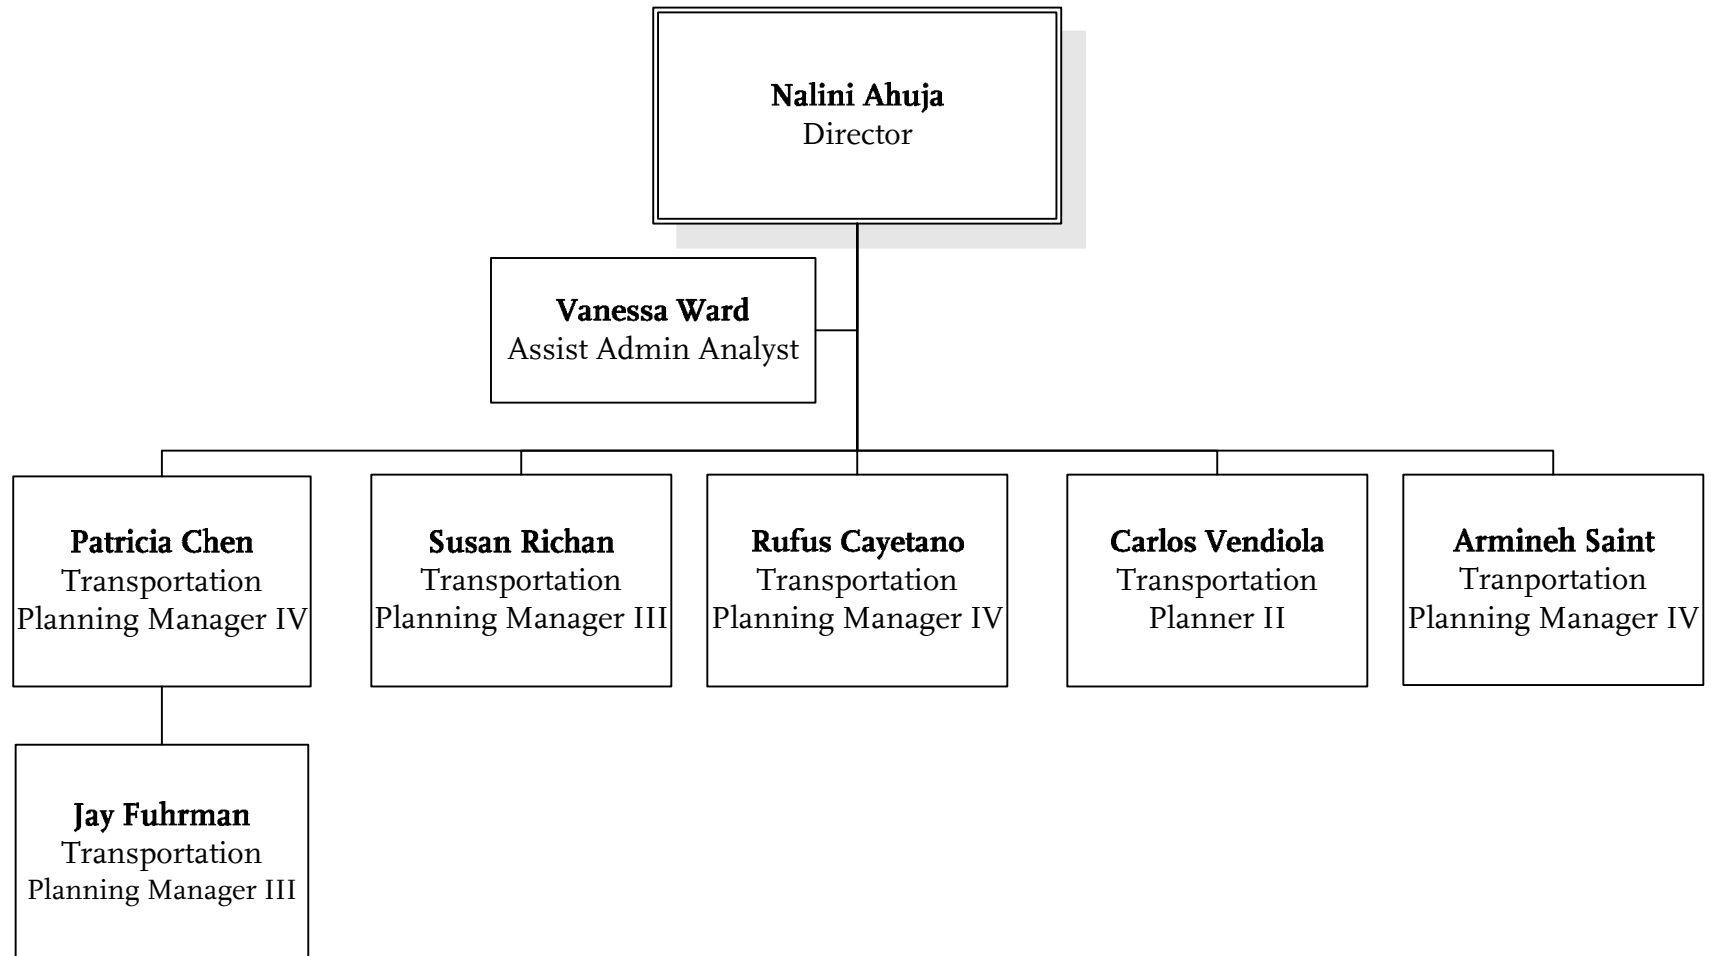 Nalini Ahuja
Director
Vanessa Ward
Assist Admin Analyst
Patricia Chen
Transportation
Planning Manager IV
Susan Richan
Transportation
Planning Manager III
Rufus Cayetano
Transportation
Planning Manager IV
Carlos Vendiola
Transportation
Planner II
Armineh Saint
Tranportation
Planning Manager IV
Jay Fuhrman
Transportation
Planning Manager III